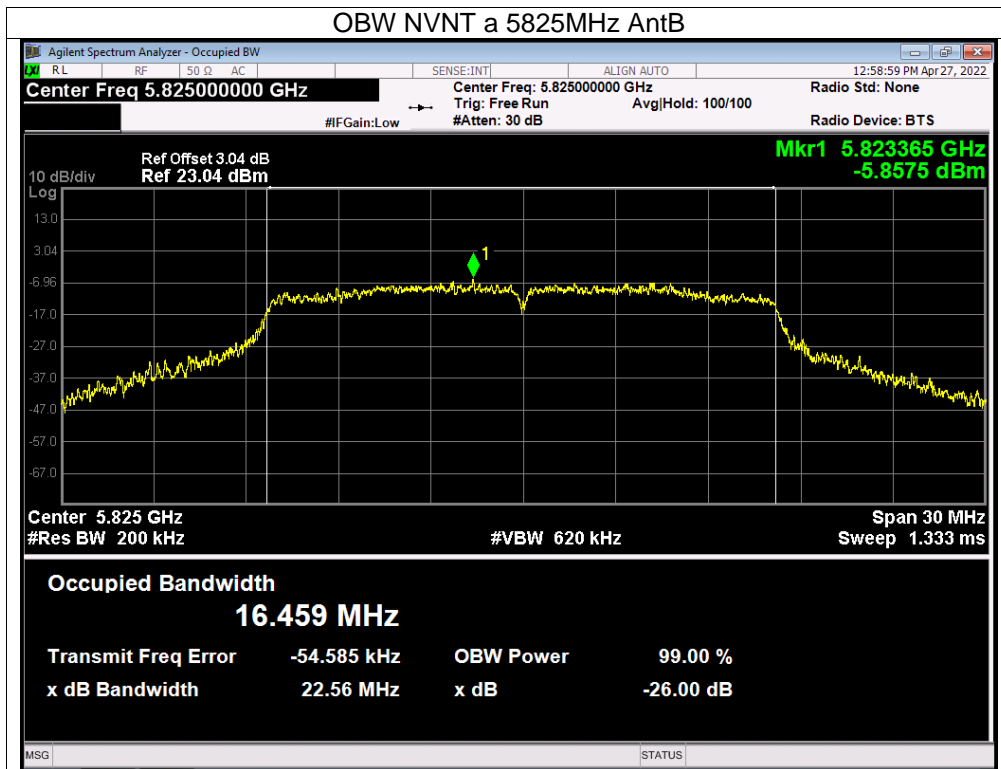 OBW NVNT a 5825MHz AntB
Agilent Spectrum Analyzer - Occupied BW
LXI RL RF 50 Ω AC SENSE:INT ALIGN AUTO 12:58:59 PM Apr 27, 2022
Center Freq 5.825000000 GHz Center Freq: 5.825000000 GHz Radio Std: None
Trig: Free Run Avg|Hold: 100/100
#IFGain:Low #Atten: 30 dB Radio Device: BTS
Mkr1 5.823365 GHz
-5.8575 dBm
Ref Offset 3.04 dB
10 dB/div Ref 23.04 dBm
Log
13.0
3.04
1
-6.96
-17.0
-27.0
-37.0
-47.0
-57.0
-67.0
Center 5.825 GHz Span 30 MHz
#Res BW 200 kHz #VBW 620 kHz Sweep 1.333 ms
Occupied Bandwidth
16.459 MHz
Transmit Freq Error -54.585 kHz OBW Power 99.00 %
x dB Bandwidth 22.56 MHz x dB -26.00 dB
MSG STATUS